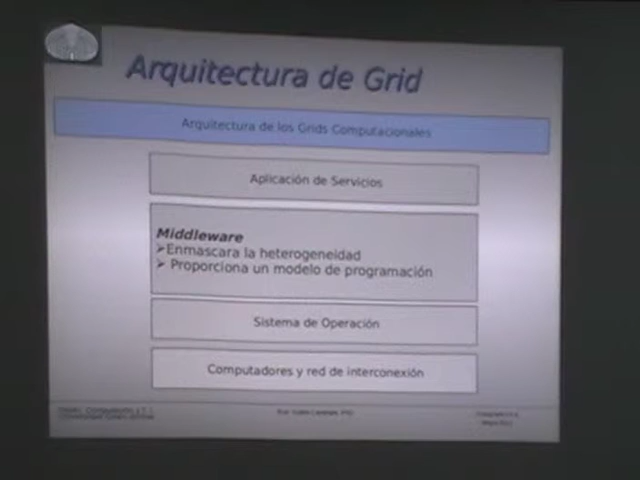 Arquitectura de Grid
Arquitectura de los Grids Computacionales
Aplicación de Servicios
Middleware
➢Enmascara la heterogeneidad
➢ Proporciona un modelo de programación
Sistema de Operación
Computadores y red de interconexión